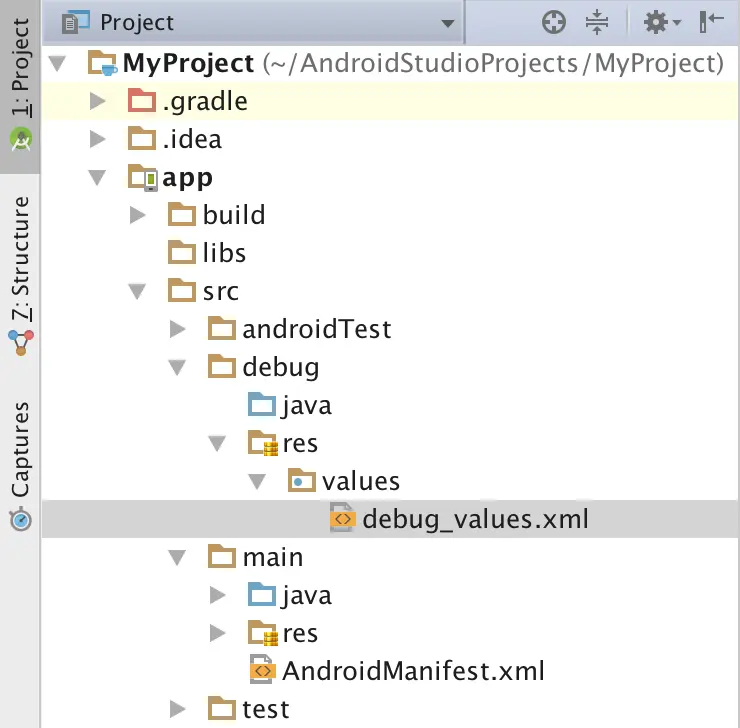 Project
MyProject (~/AndroidStudioProjects/MyProject)
.gradle
.idea
app
build
libs
src
androidTest
debug
java
res
values
debug_values.xml
main
java
res
AndroidManifest.xml
test
1: Project
7: Structure
Captures